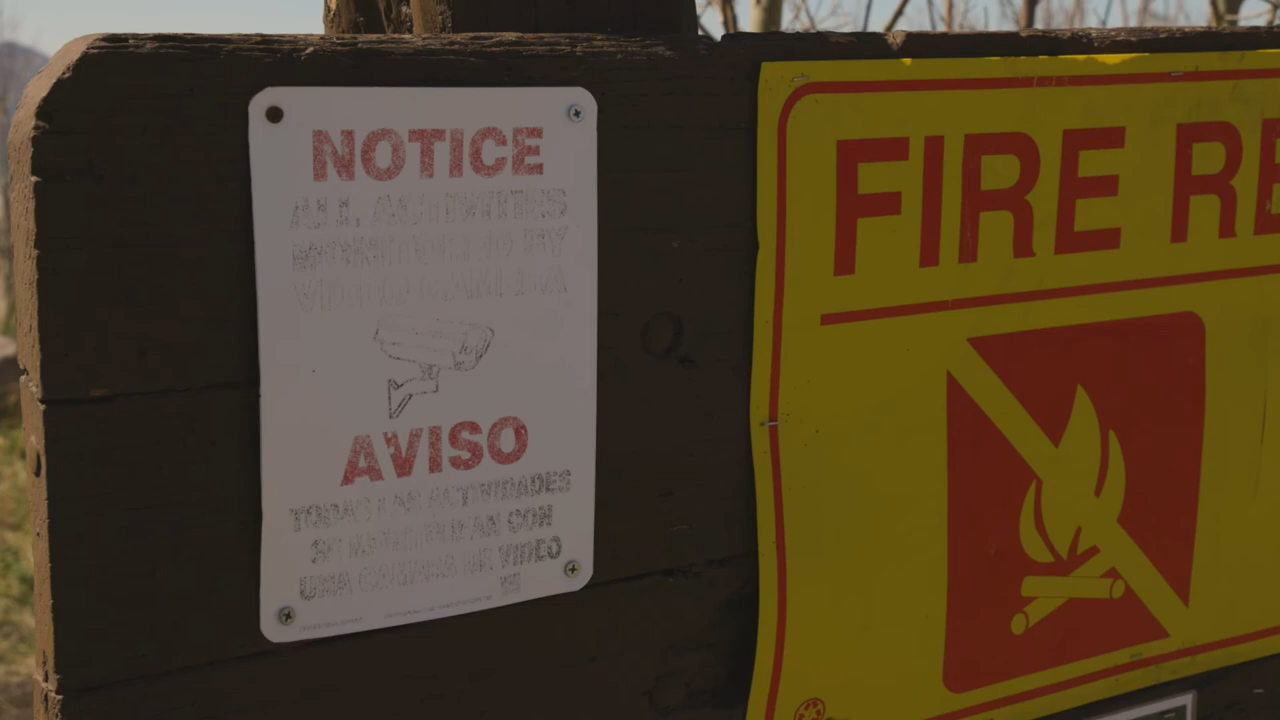 NOTICE
ALL ACTIVITIES
MONITORED BY
VIDEO CAMERA
AVISO
TODAS LAS ACTIVIDADES
SE MONITOREAN CON
UNA CAMARA DE VIDEO
FIRE RE